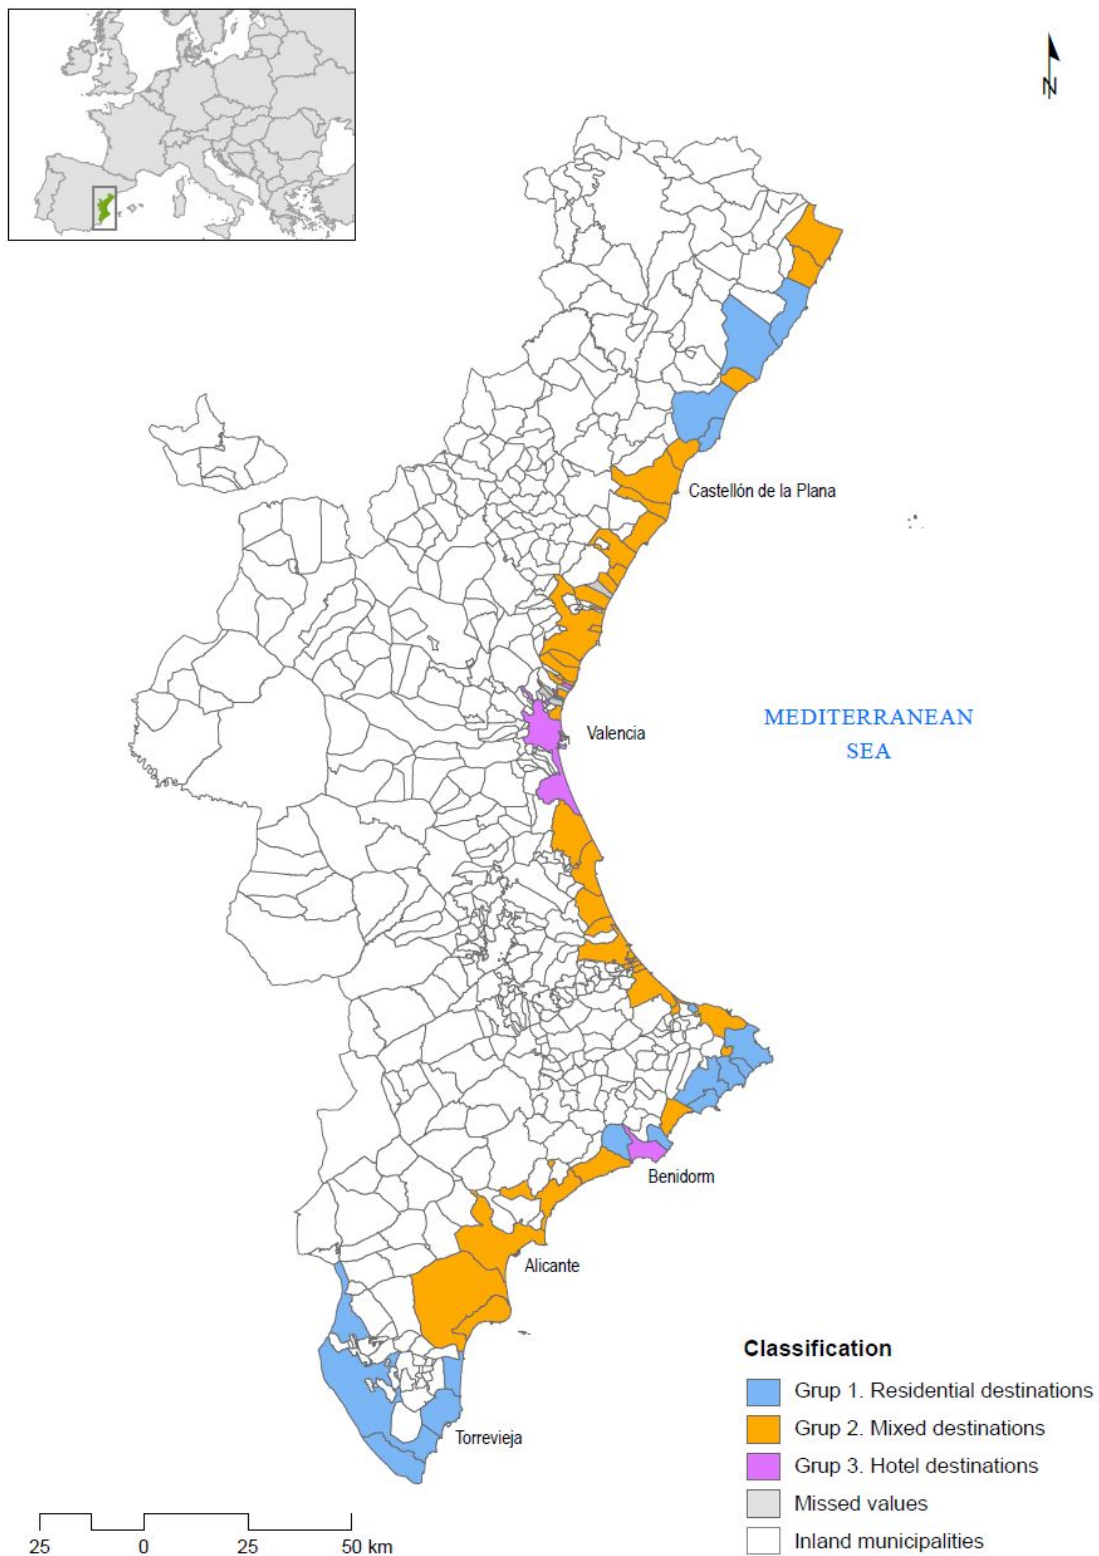 N
Castellón de la Plana
Valencia
MEDITERRANEAN
SEA
Benidorm
Alicante
Torrevieja
Classification
Grup 1. Residential destinations
Grup 2. Mixed destinations
Grup 3. Hotel destinations
Missed values
Inland municipalities
25 0 25 50 km